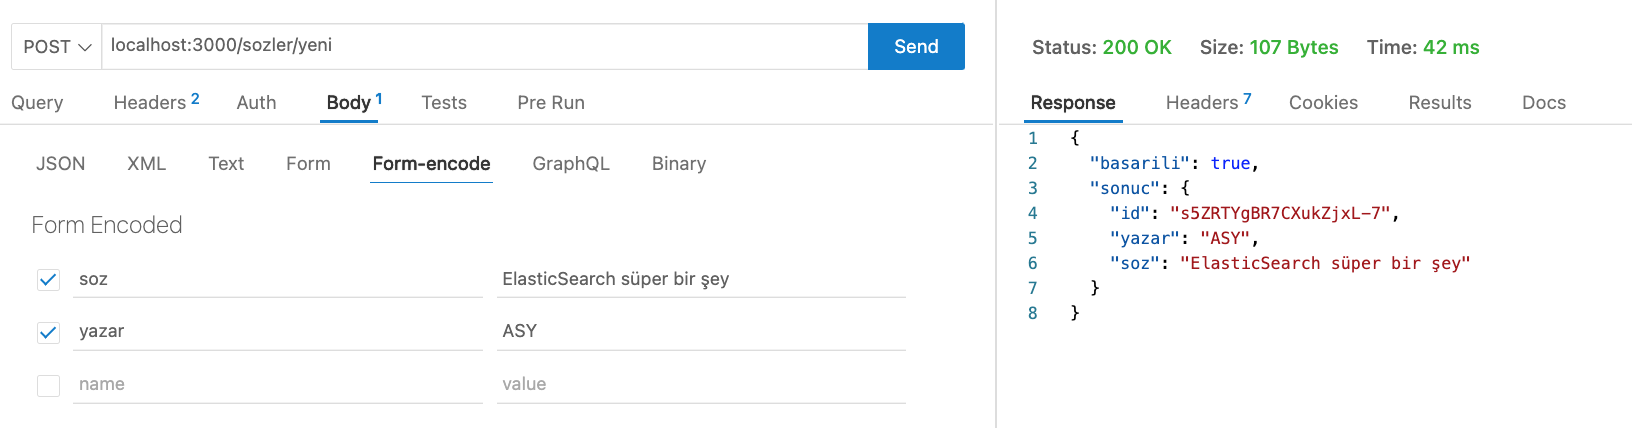 POST localhost:3000/sozler/yeni Send
Query Headers 2 Auth Body 1 Tests Pre Run
JSON XML Text Form Form-encode GraphQL Binary
Form Encoded
soz ElasticSearch süper bir şey
yazar ASY
name value
Status: 200 OK Size: 107 Bytes Time: 42 ms
Response Headers 7 Cookies Results Docs
1 {
2 "basarili": true,
3 "sonuc": {
4 "id": "s5ZRTYgBR7CXukZjxL-7",
5 "yazar": "ASY",
6 "soz": "ElasticSearch süper bir şey"
7 }
8 }